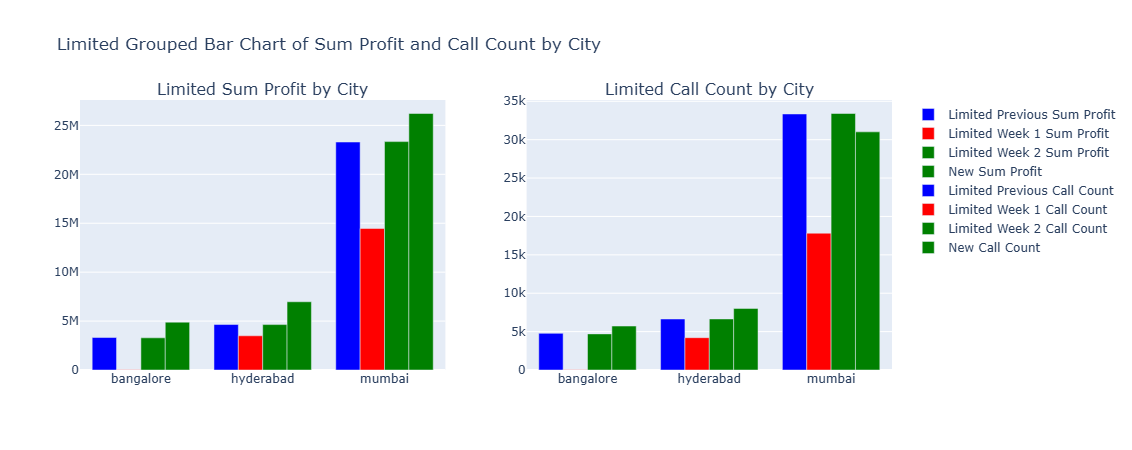 Limited Grouped Bar Chart of Sum Profit and Call Count by City
Limited Sum Profit by City
25M
20M
15M
10M
5M
0
bangalore hyderabad mumbai
Limited Call Count by City
35k
30k
25k
20k
15k
10k
5k
0
bangalore hyderabad mumbai
Limited Previous Sum Profit
Limited Week 1 Sum Profit
Limited Week 2 Sum Profit
New Sum Profit
Limited Previous Call Count
Limited Week 1 Call Count
Limited Week 2 Call Count
New Call Count